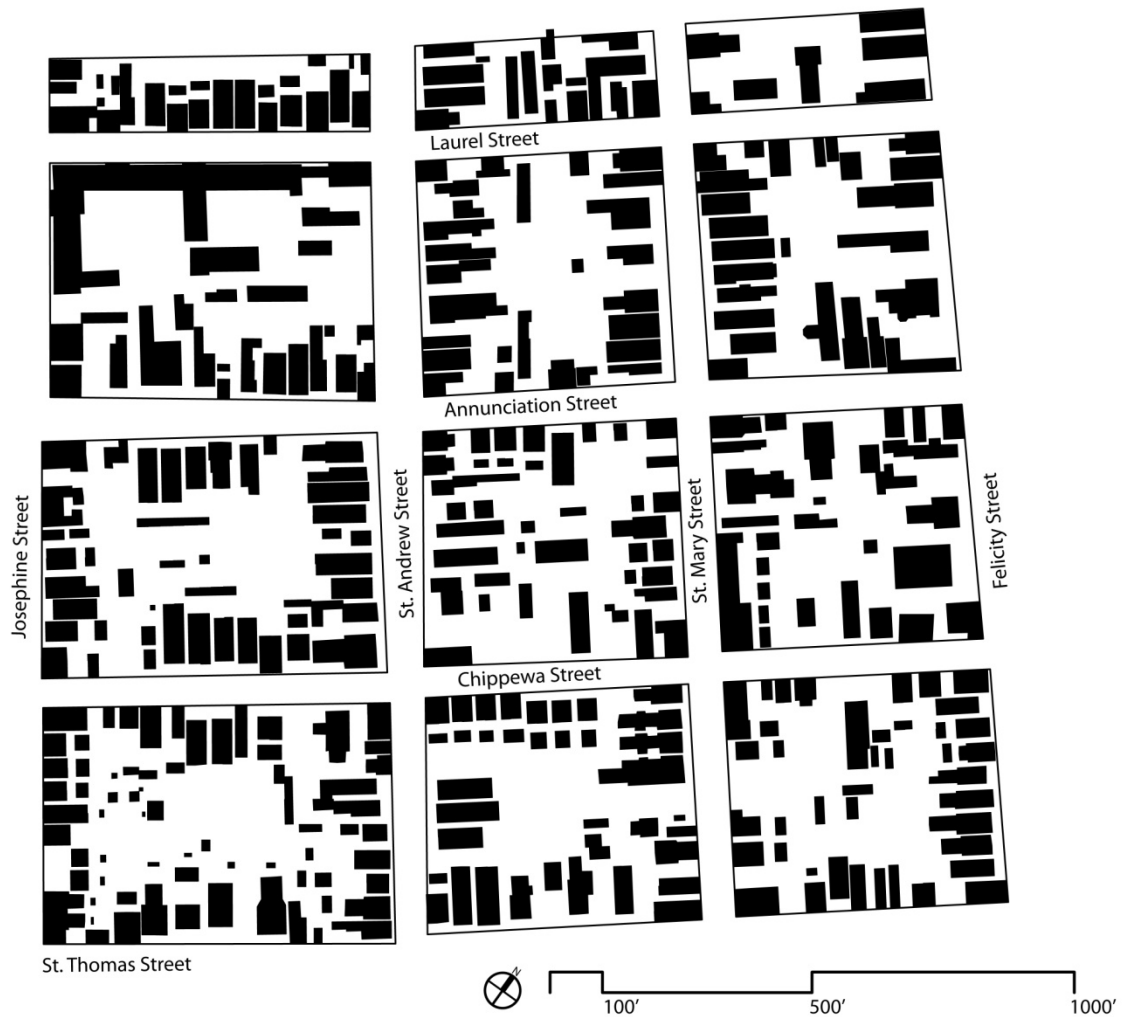 Laurel Street
Annunciation Street
Josephine Street
St. Andrew Street
St. Mary Street
Felicity Street
Chippewa Street
St. Thomas Street
N
100’
500’
1000’